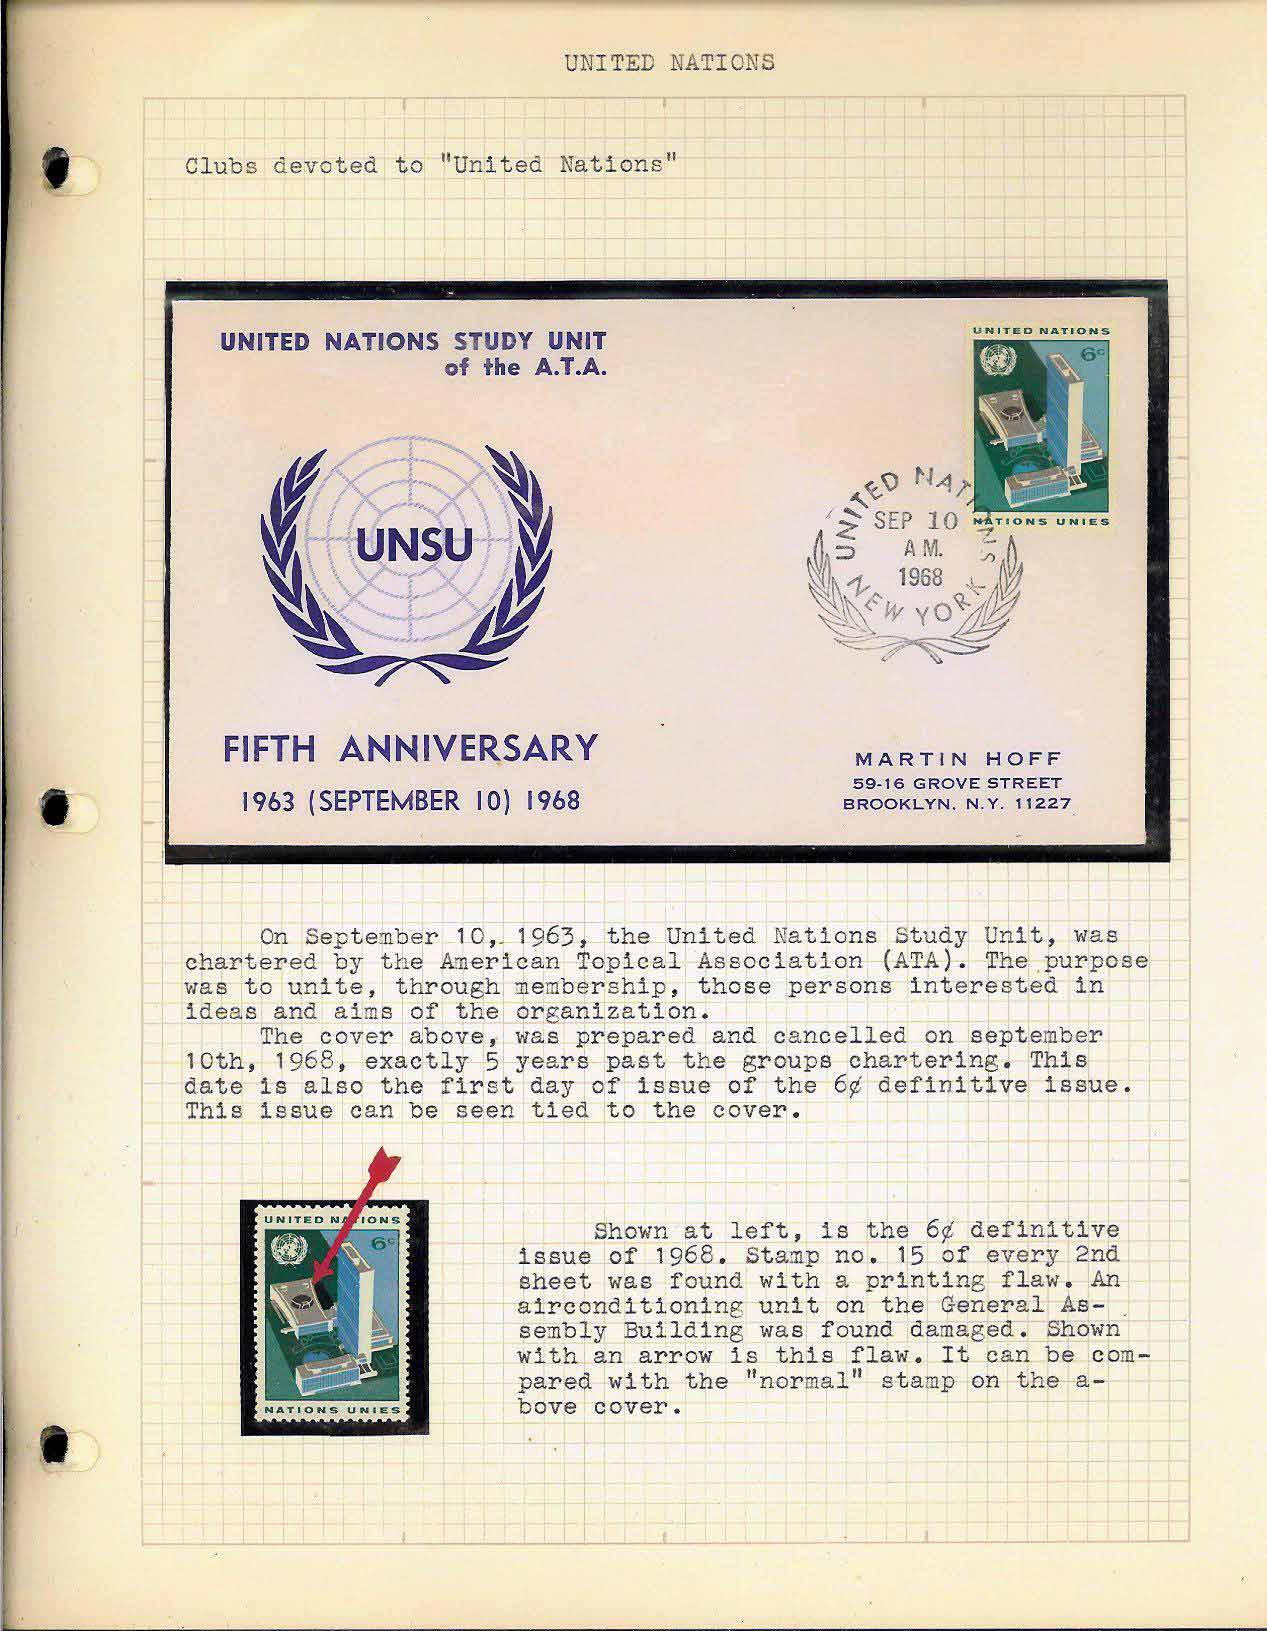 UNITED NATIONS
Clubs devoted to "United Nations"
UNITED NATIONS STUDY UNIT
of the A.T.A.
UNSU
FIFTH ANNIVERSARY
1963 (SEPTEMBER 10) 1968
UNITED NATIONS
6c
NATIONS UNIES
UNITED NATIONS
SEP 10
A M.
1968
NEW YORK
MARTIN HOFF
59-16 GROVE STREET
BROOKLYN, N.Y. 11227
On September 10, 1963, the United Nations Study Unit, was
chartered by the American Topical Association (ATA). The purpose
was to unite, through membership, those persons interested in
ideas and aims of the organization.
The cover above, was prepared and cancelled on september
10th, 1968, exactly 5 years past the groups chartering. This
date is also the first day of issue of the 6¢ definitive issue.
This issue can be seen tied to the cover.
UNITED NATIONS
6c
NATIONS UNIES
Shown at left, is the 6¢ definitive
issue of 1968. Stamp no. 15 of every 2nd
sheet was found with a printing flaw. An
airconditioning unit on the General As-
sembly Building was found damaged. Shown
with an arrow is this flaw. It can be com-
pared with the "normal" stamp on the a-
bove cover.